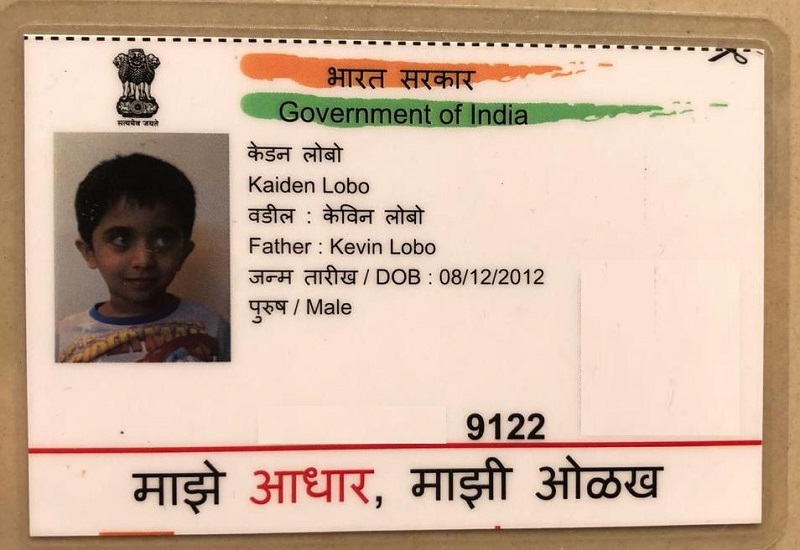 सत्यमेव जयते
भारत सरकार
Government of India
केडन लोबो
Kaiden Lobo
वडील : केविन लोबो
Father : Kevin Lobo
जन्म तारीख / DOB : 08/12/2012
पुरुष / Male
9122
माझे आधार, माझी ओळख